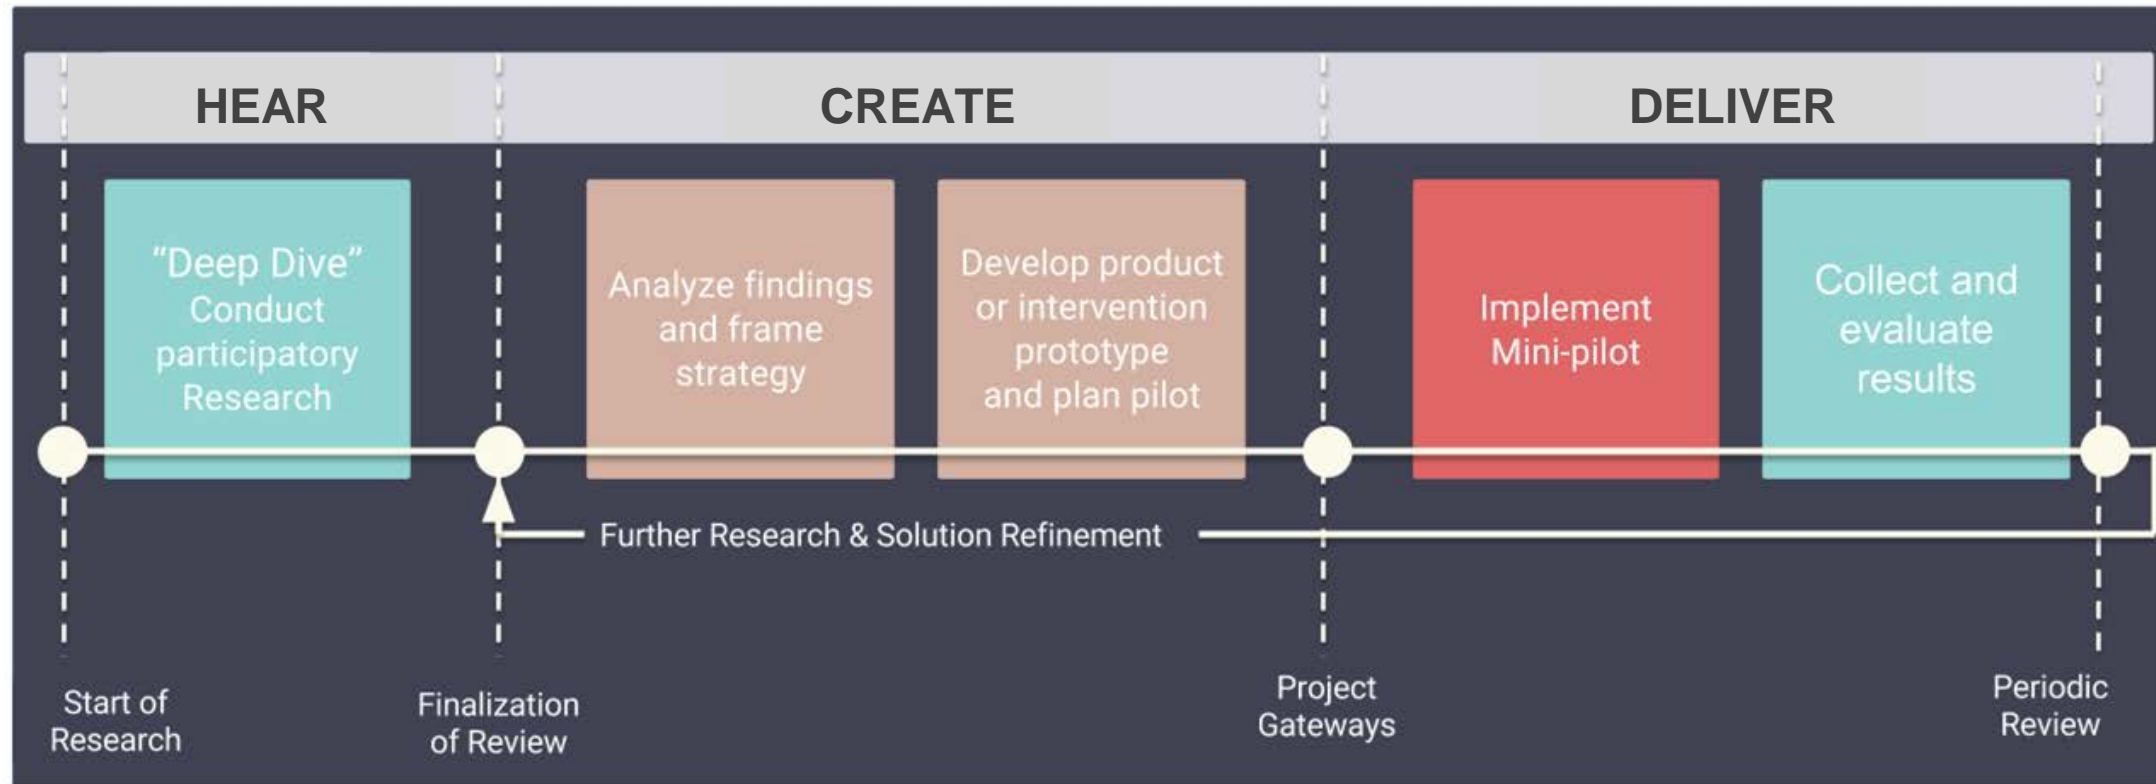 HEAR
CREATE
DELIVER
“Deep Dive”
Conduct
participatory
Research
Analyze findings
and frame
strategy
Develop product
or intervention
prototype
and plan pilot
Implement
Mini-pilot
Collect and
evaluate
results
Further Research & Solution Refinement
Start of
Research
Finalization
of Review
Project
Gateways
Periodic
Review